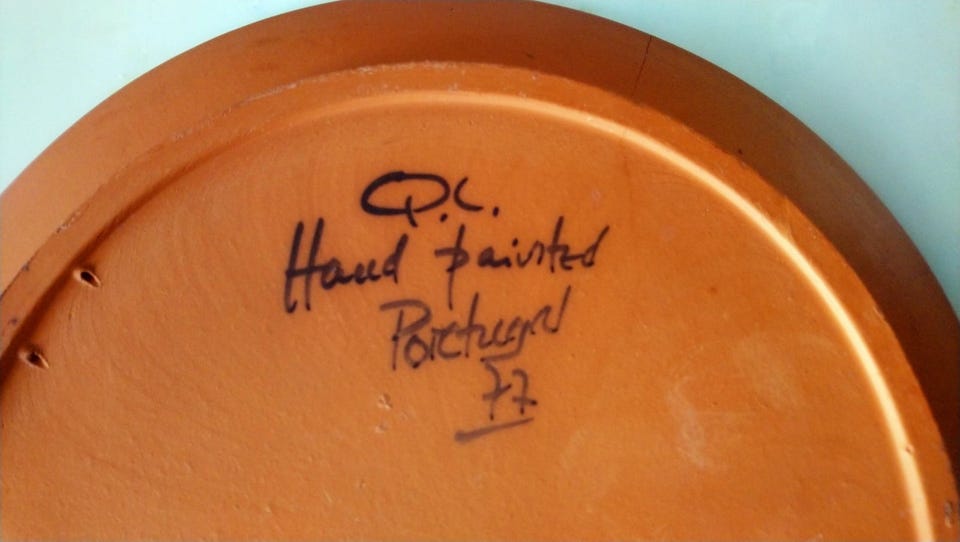 Q.C.
Hand painted
Portugal
77